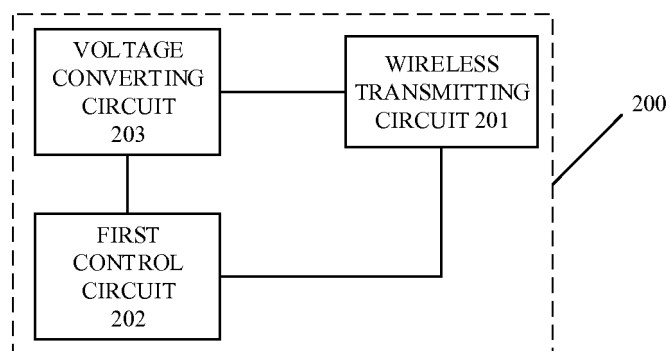 VOLTAGE
CONVERTING
CIRCUIT
203
WIRELESS
TRANSMITTING
CIRCUIT 201
200
FIRST
CONTROL
CIRCUIT
202